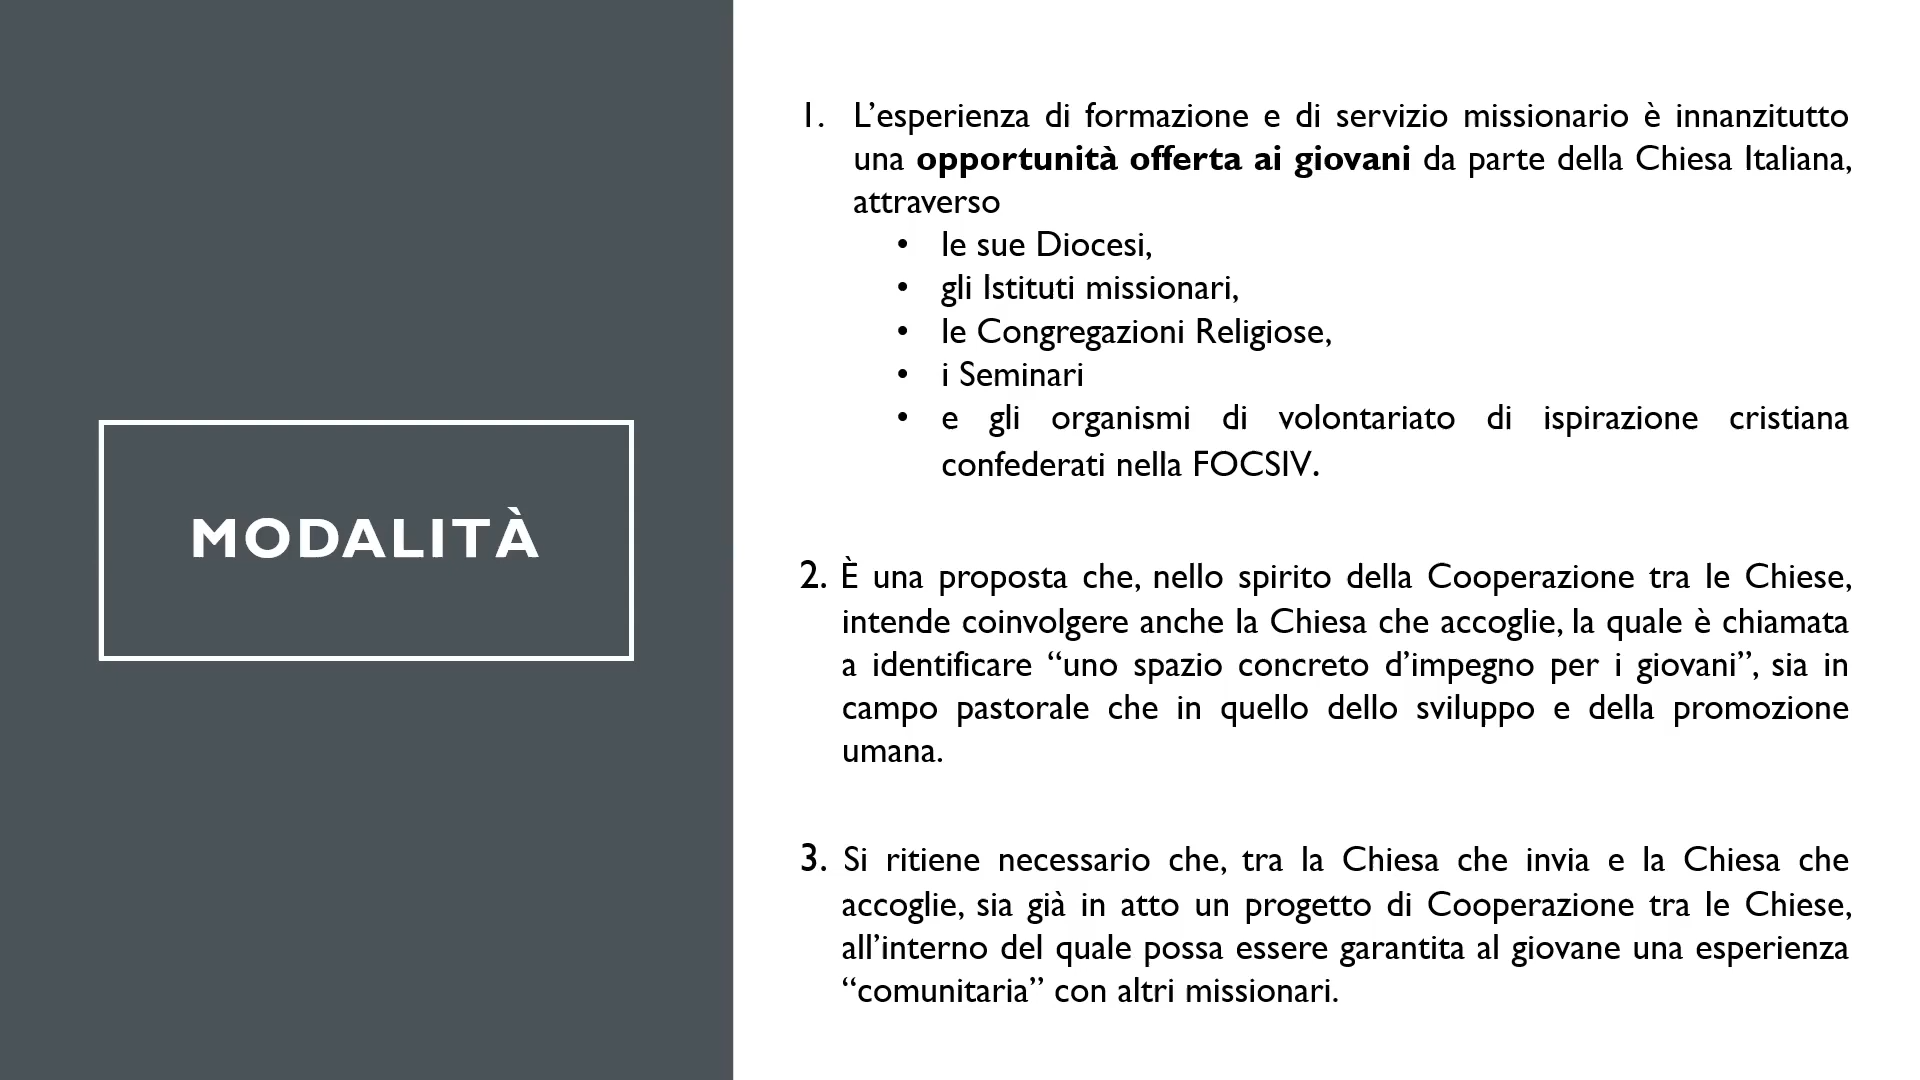 MODALITÀ
1. L’esperienza di formazione e di servizio missionario è innanzitutto
una opportunità offerta ai giovani da parte della Chiesa Italiana,
attraverso
• le sue Diocesi,
• gli Istituti missionari,
• le Congregazioni Religiose,
• i Seminari
• e gli organismi di volontariato di ispirazione cristiana
confederati nella FOCSIV.
2. È una proposta che, nello spirito della Cooperazione tra le Chiese,
intende coinvolgere anche la Chiesa che accoglie, la quale è chiamata
a identificare “uno spazio concreto d’impegno per i giovani”, sia in
campo pastorale che in quello dello sviluppo e della promozione
umana.
3. Si ritiene necessario che, tra la Chiesa che invia e la Chiesa che
accoglie, sia già in atto un progetto di Cooperazione tra le Chiese,
all’interno del quale possa essere garantita al giovane una esperienza
“comunitaria” con altri missionari.